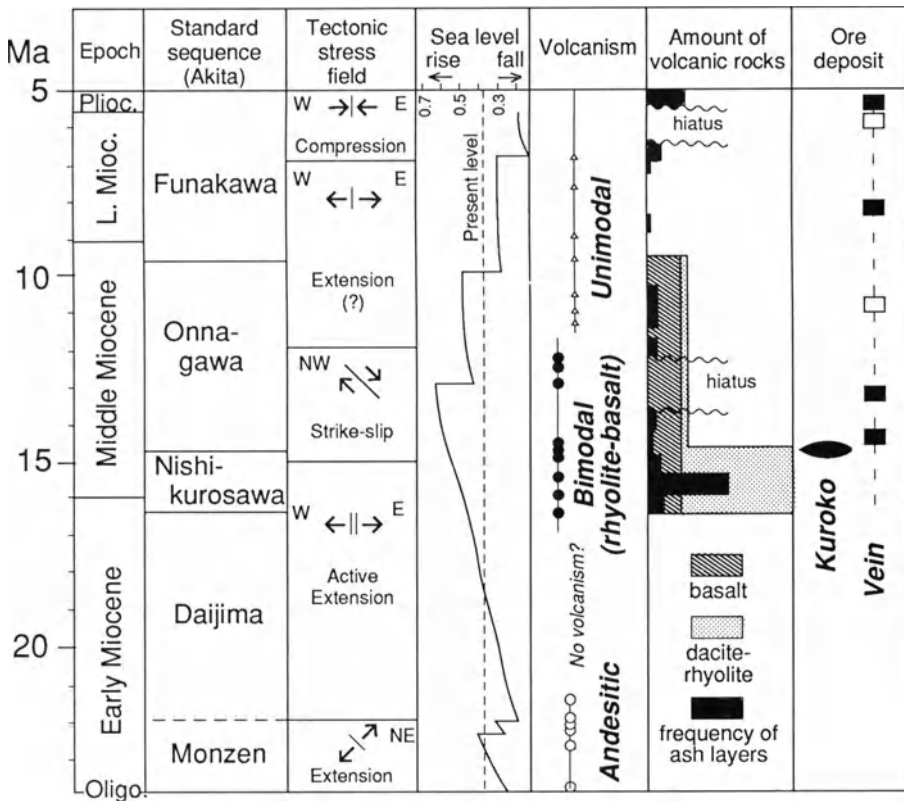 Ma
Epoch
Standard
sequence
(Akita)
Tectonic
stress
field
Sea level
rise
fall
Volcanism
Amount of
volcanic rocks
Ore
deposit
5
10
15
20
Plioc.
L. Mioc.
Middle Miocene
Early Miocene
Oligo.
Funakawa
Onna-
gawa
Nishi-
kurosawa
Daijima
Monzen
W
E
Compression
W
E
Extension
(?)
NW
Strike-slip
W
E
Active
Extension
NE
Extension
0.7
0.5
0.3
Present level
Unimodal
Bimodal
(rhyolite-basalt)
No volcanism?
Andesitic
hiatus
hiatus
basalt
dacite-
rhyolite
frequency of
ash layers
Kuroko
Vein